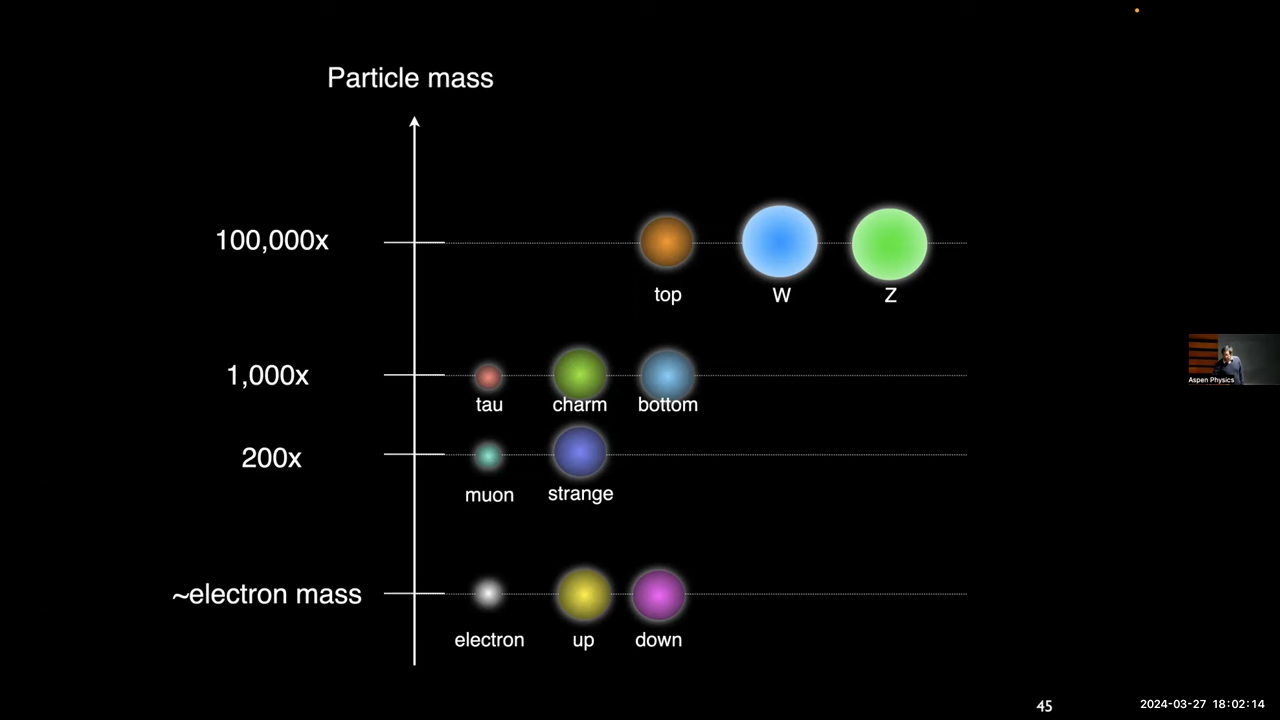 Particle mass
100,000x
top W Z
1,000x
tau charm bottom
200x
muon strange
~electron mass
electron up down
Aspen Physics
45
2024-03-27 18:02:14